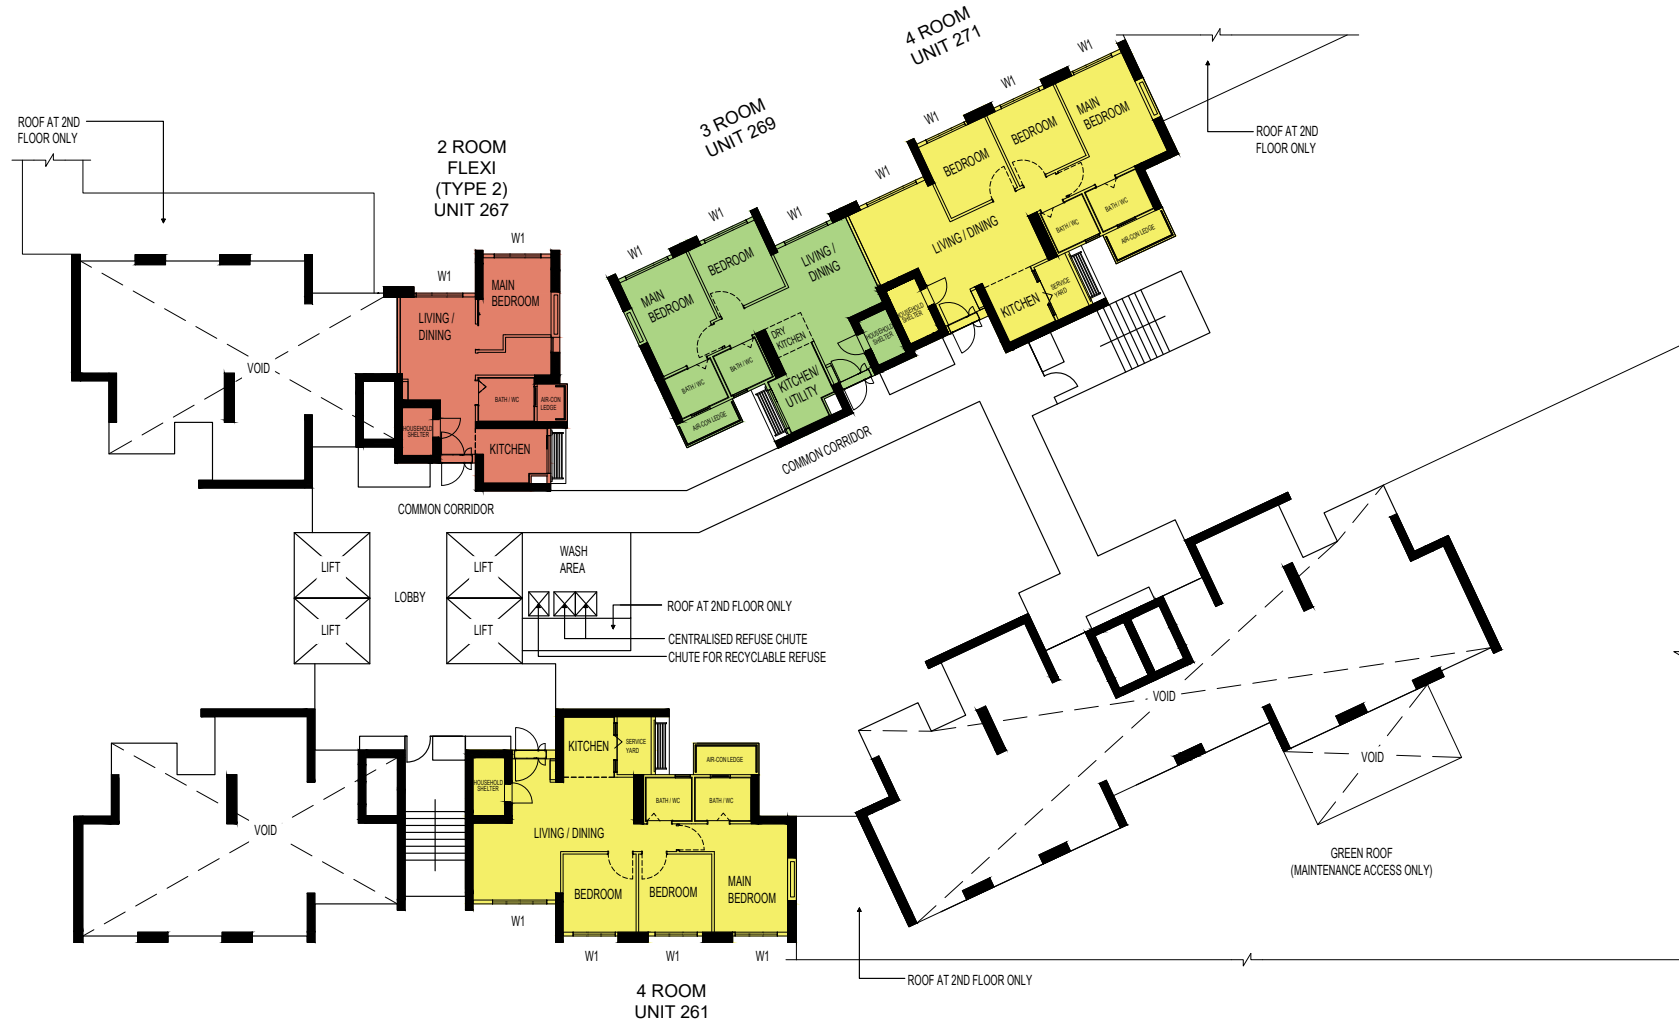 4 ROOM
UNIT 271
W1
W1
W1
W1
MAIN
BEDROOM
BEDROOM
BEDROOM
LIVING / DINING
BATH / WC
BATH / WC
AIR-CON LEDGE
SERVICE
YARD
KITCHEN
HOUSEHOLD
SHELTER
ROOF AT 2ND
FLOOR ONLY
3 ROOM
UNIT 269
W1
W1
W1
MAIN
BEDROOM
BEDROOM
LIVING /
DINING
DRY
KITCHEN
KITCHEN/
UTILITY
BATH / WC
BATH / WC
AIR-CON LEDGE
HOUSEHOLD
SHELTER
COMMON CORRIDOR
ROOF AT 2ND
FLOOR ONLY
2 ROOM
FLEXI
(TYPE 2)
UNIT 267
W1
W1
MAIN
BEDROOM
LIVING /
DINING
BATH / WC
AIR-CON
LEDGE
HOUSEHOLD
SHELTER
KITCHEN
VOID
COMMON CORRIDOR
LIFT
LIFT
LOBBY
LIFT
LIFT
WASH
AREA
ROOF AT 2ND FLOOR ONLY
CENTRALISED REFUSE CHUTE
CHUTE FOR RECYCLABLE REFUSE
VOID
VOID
GREEN ROOF
(MAINTENANCE ACCESS ONLY)
VOID
KITCHEN
SERVICE
YARD
AIR-CON LEDGE
HOUSEHOLD
SHELTER
BATH / WC
BATH / WC
LIVING / DINING
BEDROOM
BEDROOM
MAIN
BEDROOM
W1
W1
W1
W1
4 ROOM
UNIT 261
ROOF AT 2ND FLOOR ONLY